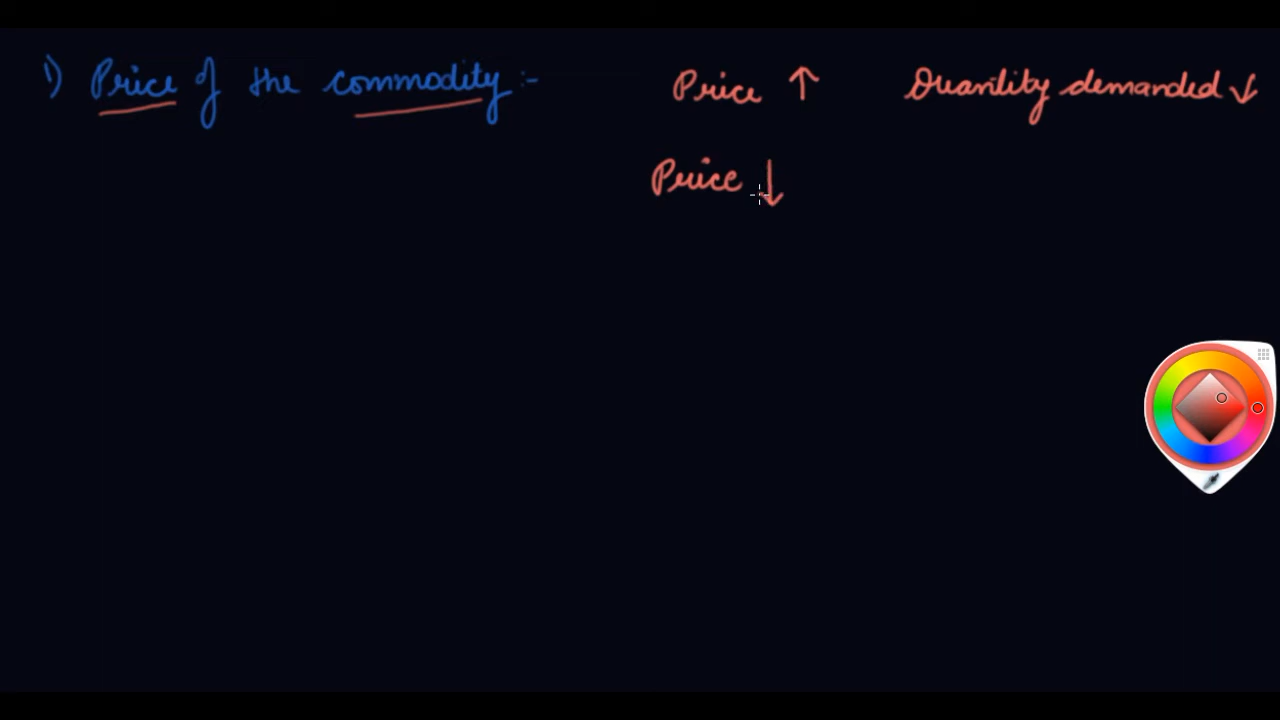 1) Price of the commodity :- Price ↑ Quantity demanded ↓
Price ↓